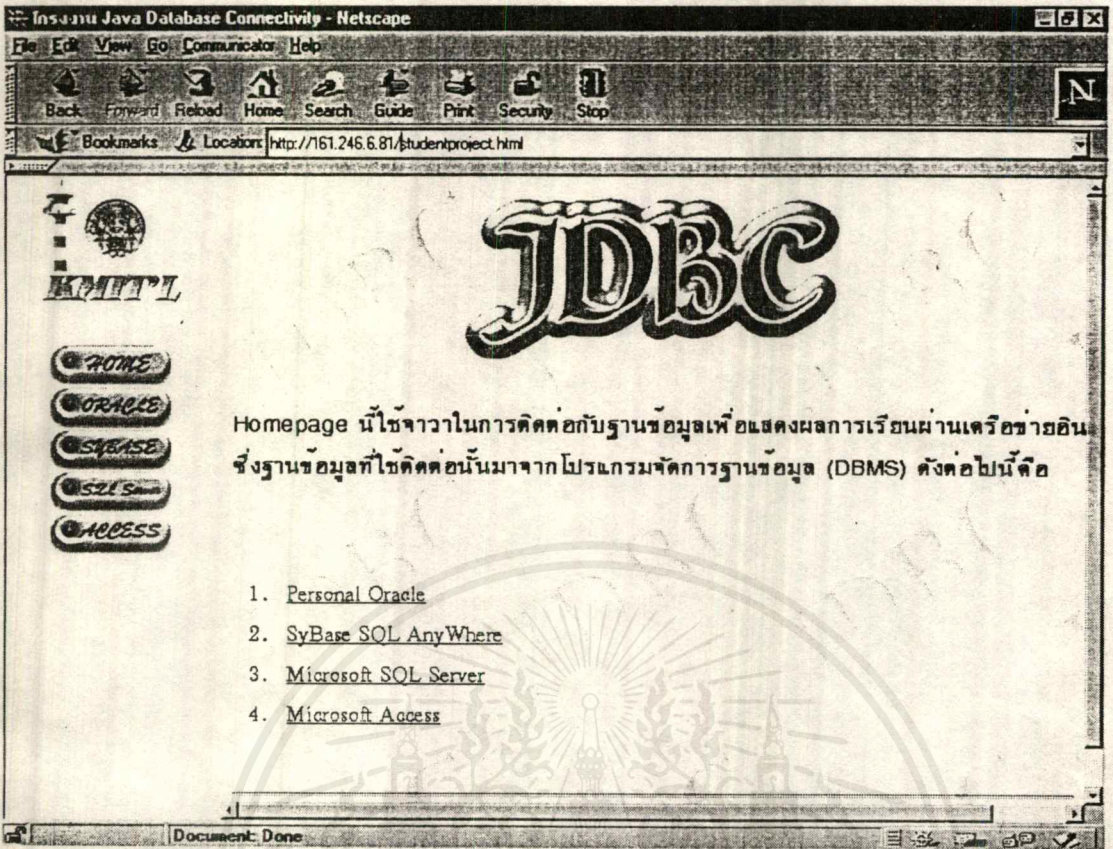 โครงงาน Java Database Connectivity - Netscape
File Edit View Go Communicator Help
Back Forward Reload Home Search Guide Print Security Stop
N
Bookmarks Location: http://161.246.6.81/studentproject.html
KMIT'L
JDBC
HOME
ORACLE
SYBASE
SQL Server
ACCESS
Homepage นี้ใช้จาวาในการติดต่อกับฐานข้อมูลเพื่อแสดงผลการเรียนผ่านเครือข่ายอิน
ซึ่งฐานข้อมูลที่ใช้ติดต่อนั้นมาจากโปรแกรมจัดการฐานข้อมูล (DBMS) ดังต่อไปนี้คือ
1. Personal Oracle
2. SyBase SQL AnyWhere
3. Microsoft SQL Server
4. Microsoft Access
Document: Done